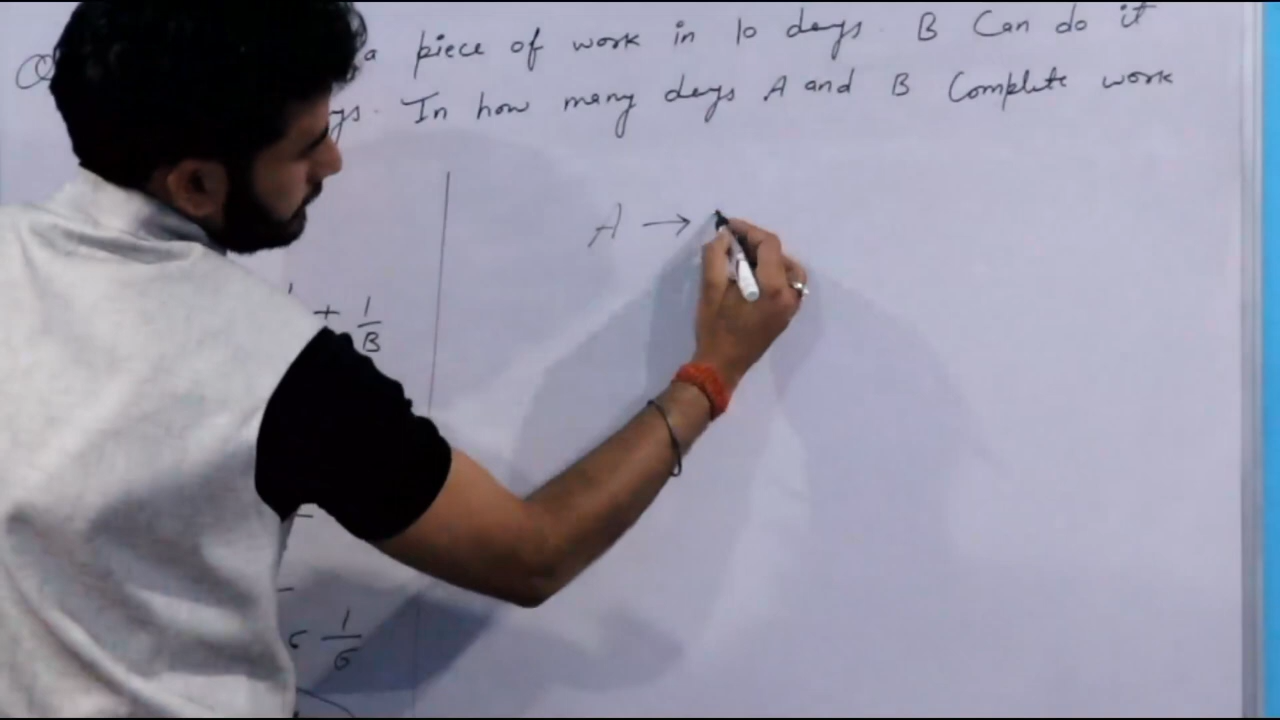 Q a piece of work in 10 days. B Can do it
ys. In how many days A and B Complete work
A →
+ 1/B
1/6